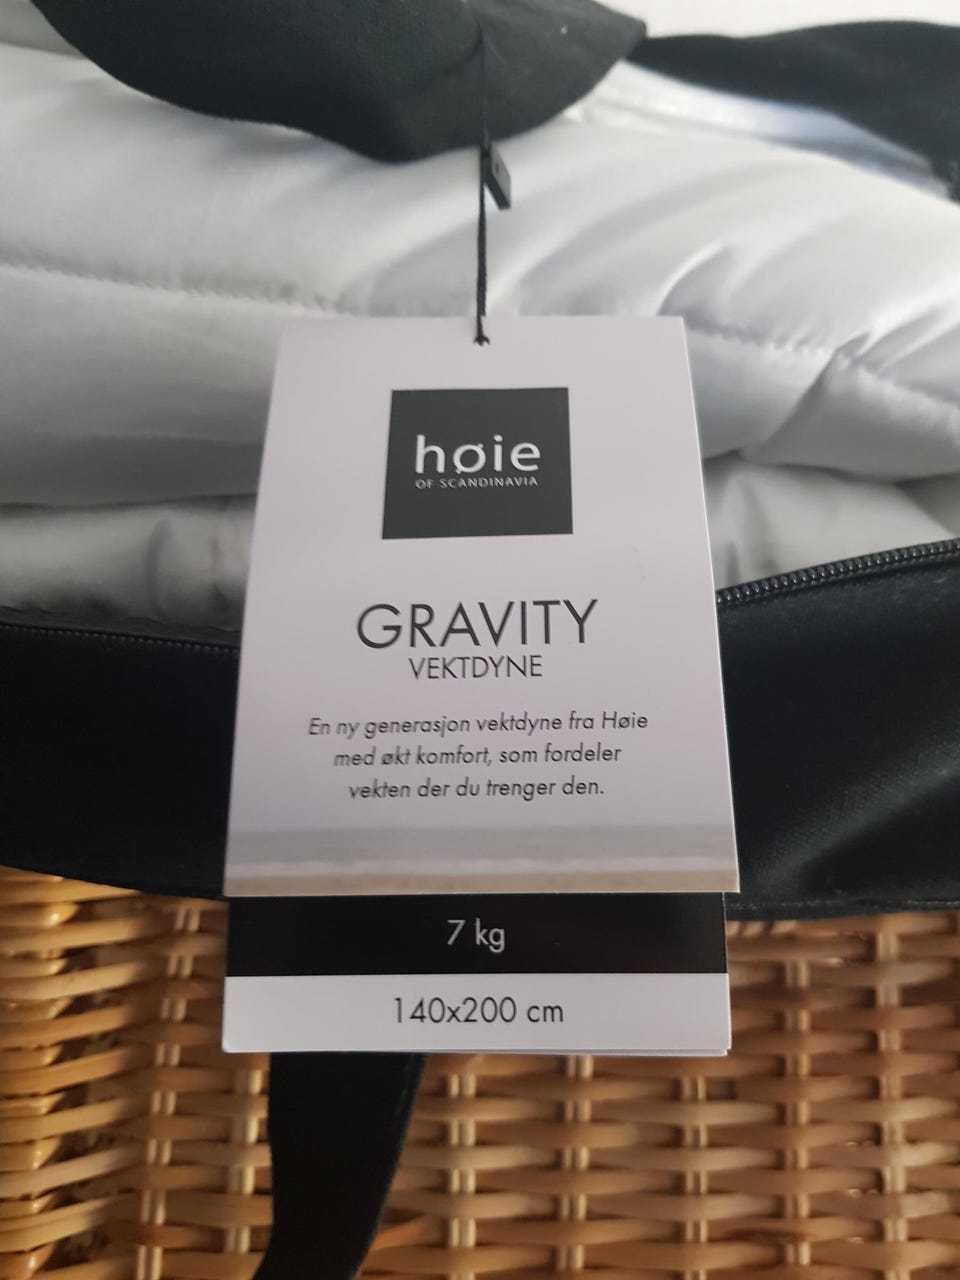 høie
OF SCANDINAVIA
GRAVITY
VEKTDYNE
En ny generasjon vektdyne fra Høie
med økt komfort, som fordeler
vekten der du trenger den.
7 kg
140x200 cm